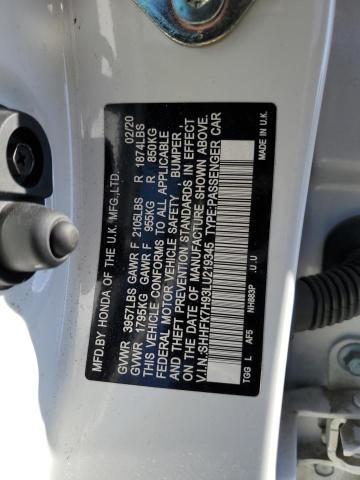 MFD.BY HONDA OF THE U.K. MFG.,LTD. 02/20
GVWR 3957LBS GAWR F 2105LBS R 1874LBS
GVWR 1795KG GAWR F 955KG R 850KG
THIS VEHICLE CONFORMS TO ALL APPLICABLE
FEDERAL MOTOR VEHICLE SAFETY , BUMPER ,
AND THEFT PREVENTION STANDARDS IN EFFECT
ON THE DATE OF MANUFACTURE SHOWN ABOVE.
V.I.N.:SHHFK7H93LU219345 TYPE:PASSENGER CAR
NH883P .U .U
TGG L AF5 MADE IN U.K.